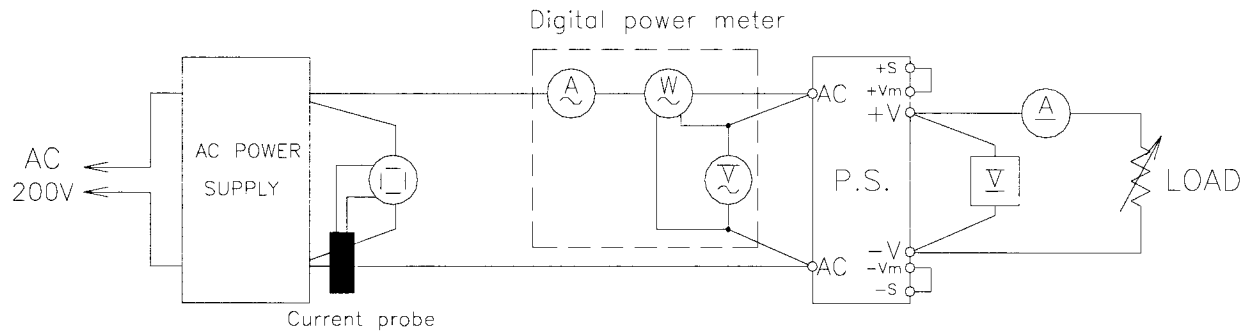 Digital power meter
AC
200V
AC POWER
SUPPLY
A
W
V
AC
AC
P.S.
+S
+Vm
+V
-V
-Vm
-S
A
V
LOAD
Current probe